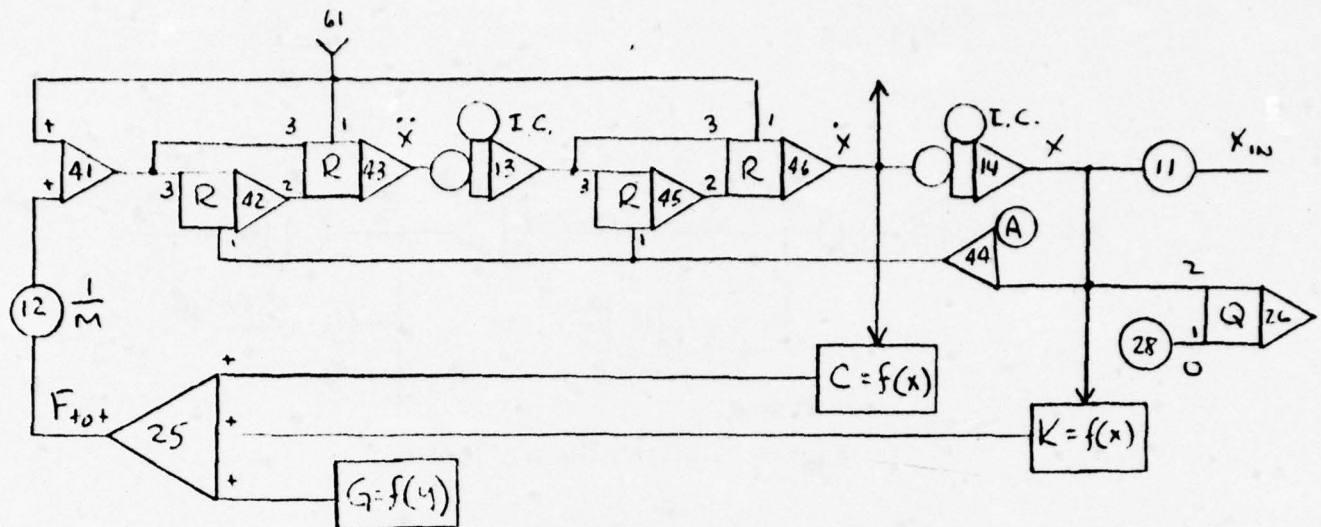 61
+
3
1
ẍ
I.C.
3
1
ẋ
I.C.
X
X_IN
+
41
R
43
13
R
46
14
11
3
R
42
2
3
R
45
2
A
1
1
44
2
12
1/M
Q
26
28
1
0
+
C = f(x)
F_tot
25
+
K = f(x)
+
G = f(y)